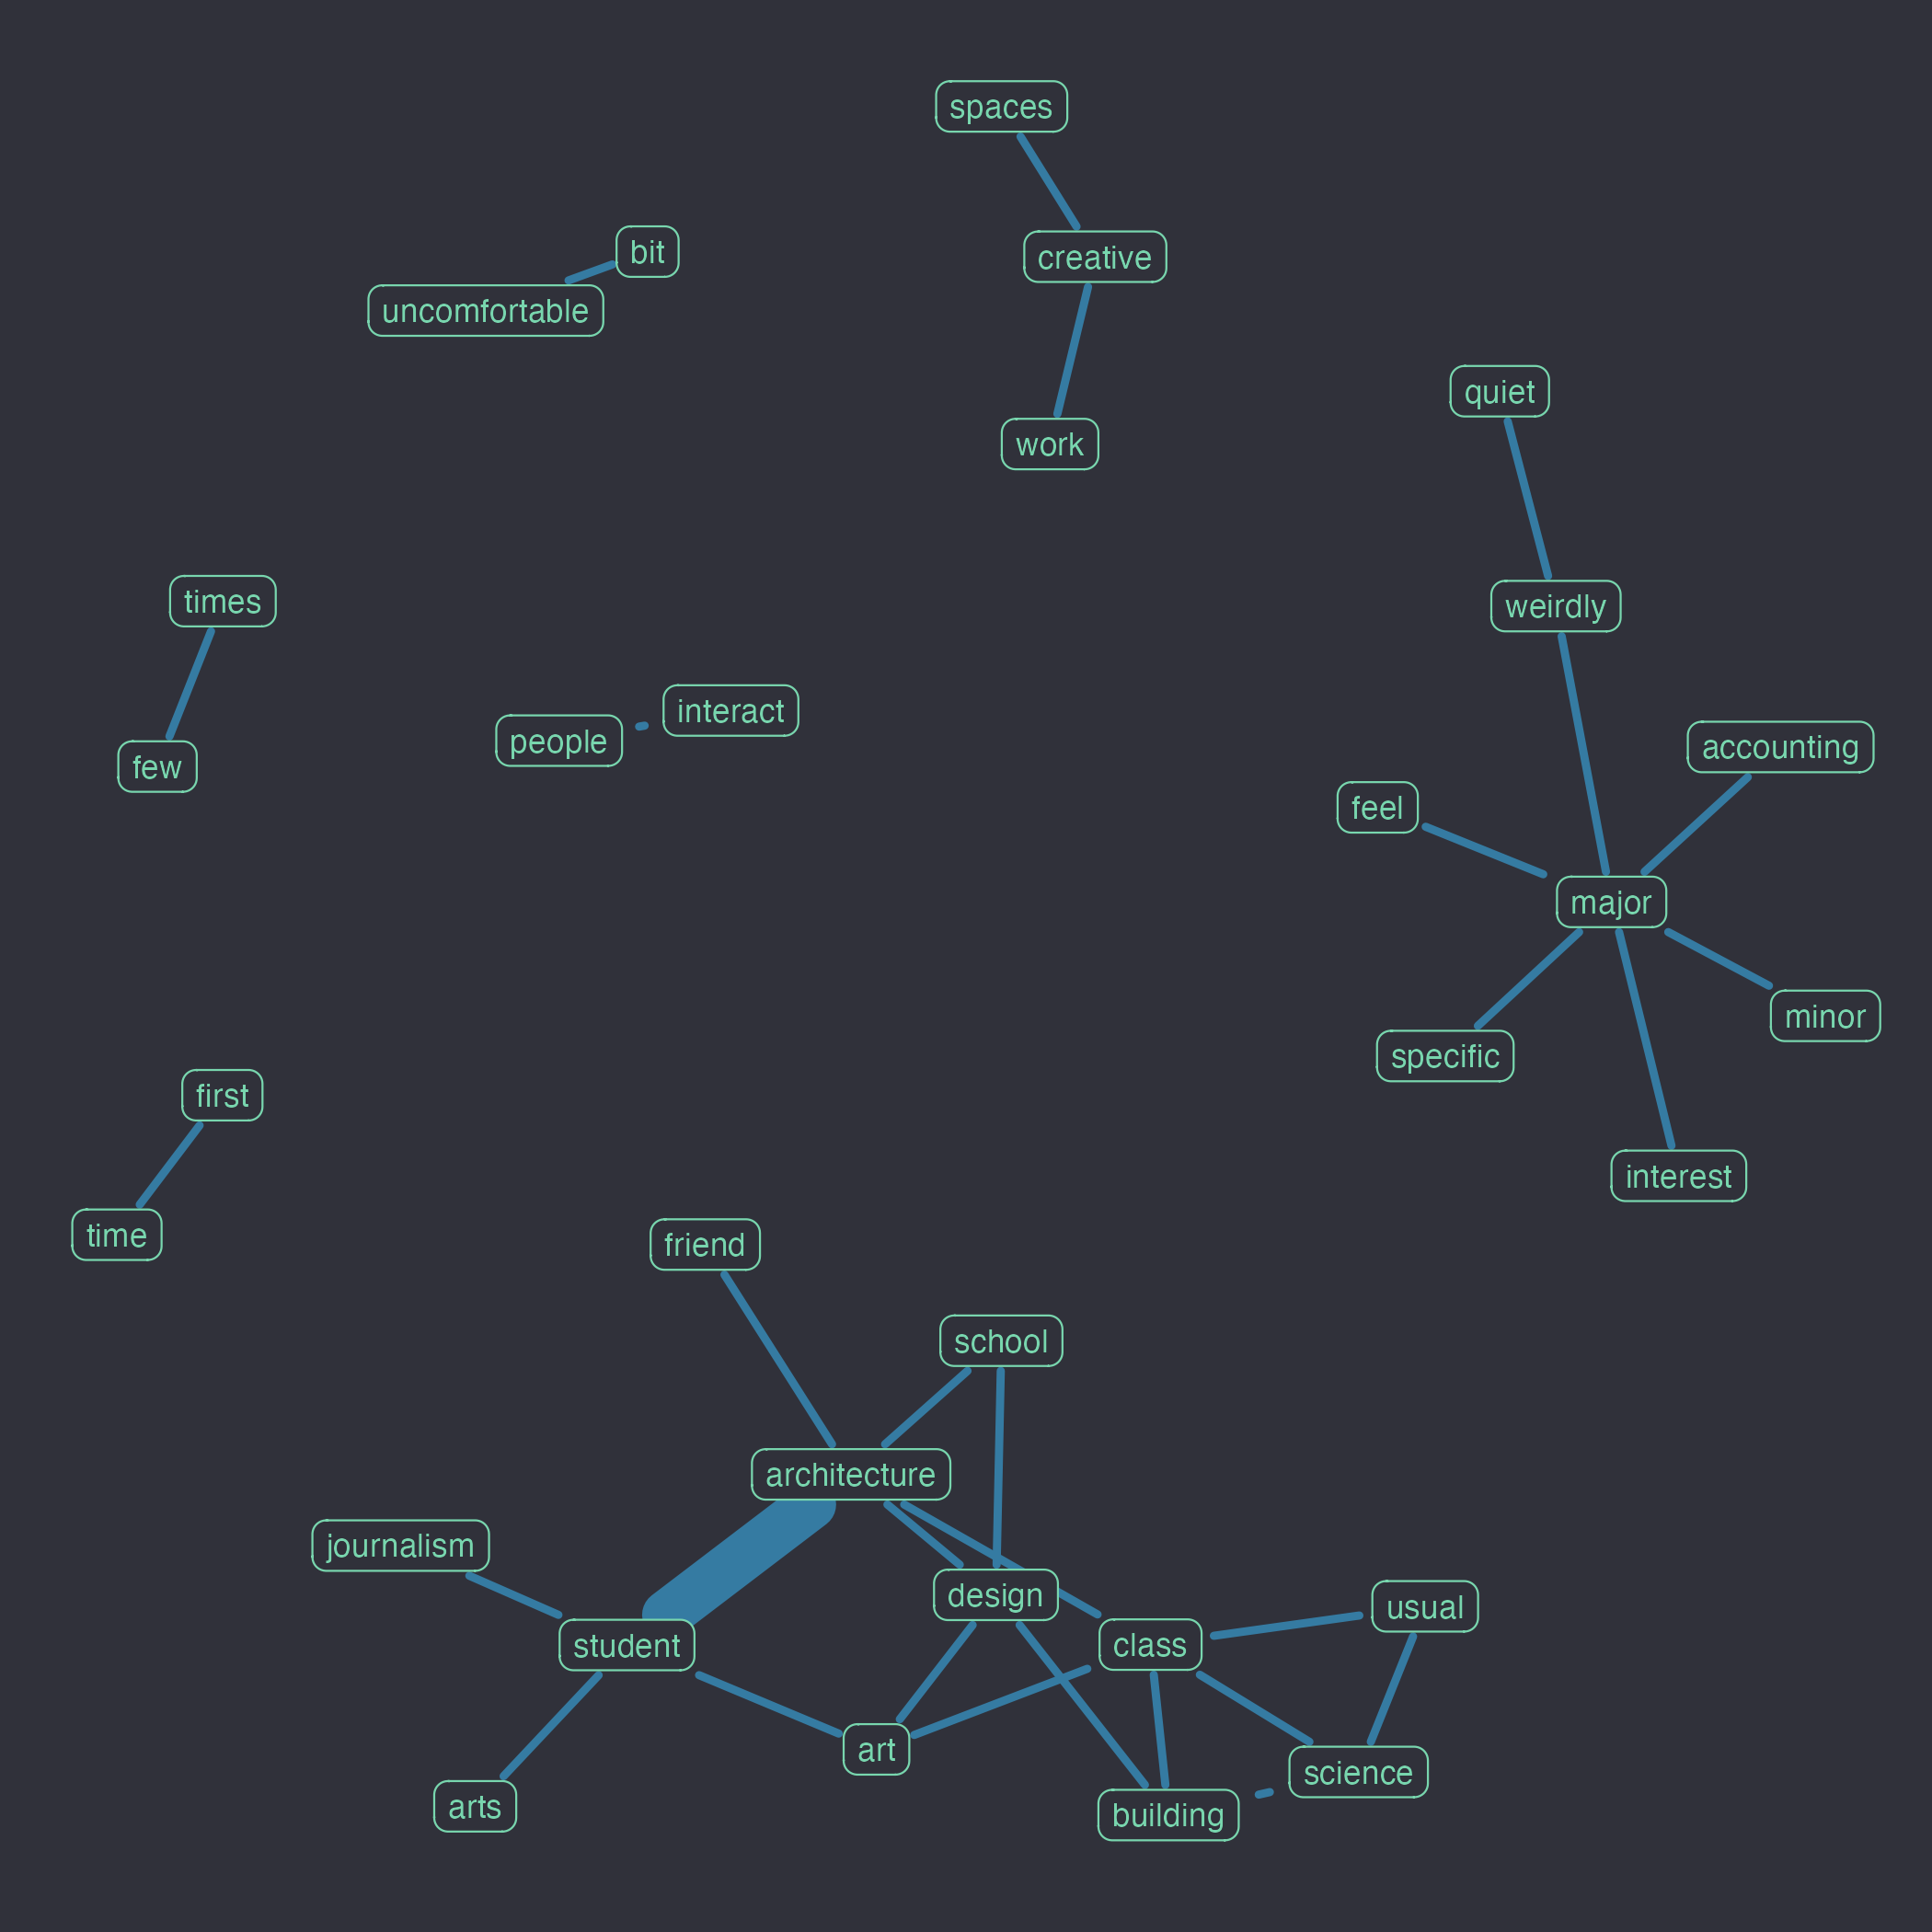 spaces
bit
creative
uncomfortable
quiet
work
times
weirdly
interact
people
accounting
few
feel
major
minor
specific
first
interest
time
friend
school
architecture
journalism
design
usual
student
class
art
science
arts
building